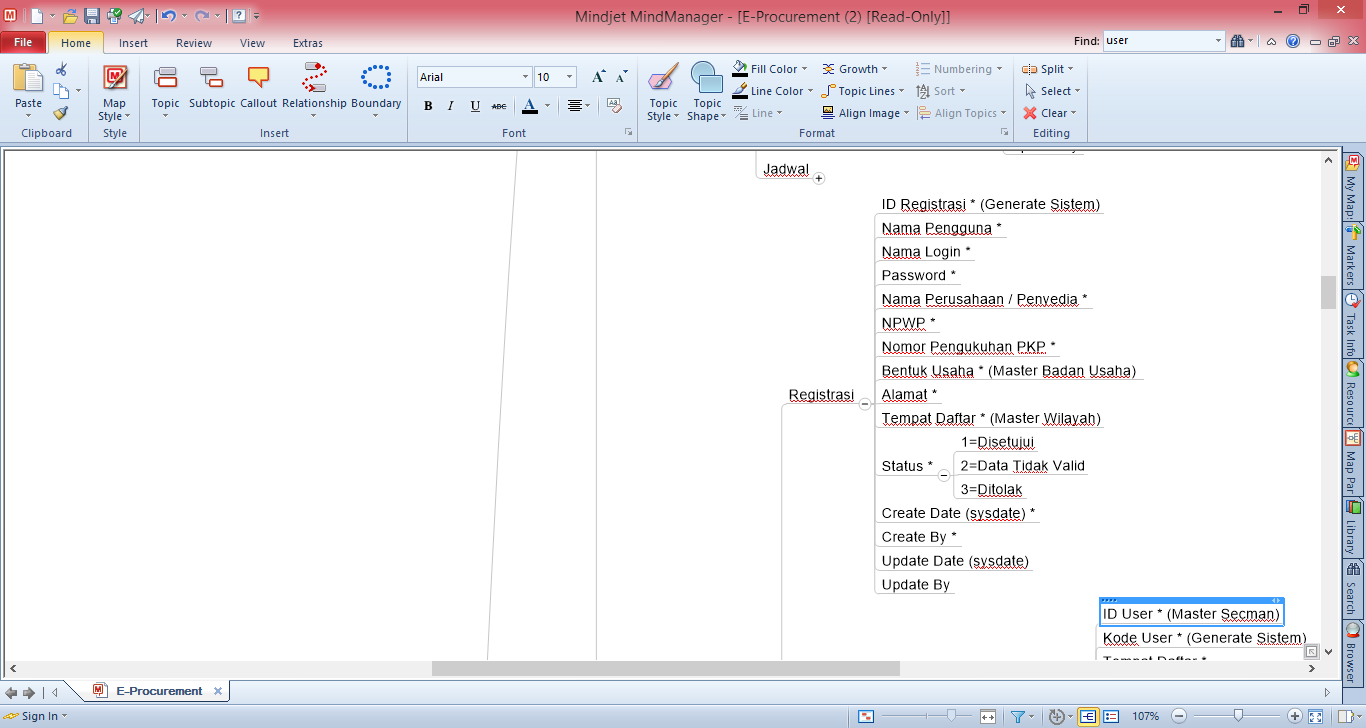 Mindjet MindManager - [E-Procurement (2) [Read-Only]]
File Home Insert Review View Extras
Find: user
Paste
Map Style
Topic Subtopic Callout Relationship Boundary
Arial 10
B I U ABC A
Topic Style Topic Shape
Fill Color Growth Numbering
Line Color Topic Lines Sort
Line Align Image Align Topics
Split
Select
Clear
Clipboard Style Insert Font Format Editing
Jadwal
ID Registrasi * (Generate Sistem)
Nama Pengguna *
Nama Login *
Password *
Nama Perusahaan / Penyedia *
NPWP *
Nomor Pengukuhan PKP *
Bentuk Usaha * (Master Badan Usaha)
Registrasi
Alamat *
Tempat Daftar * (Master Wilayah)
1=Disetujui
Status *
2=Data Tidak Valid
3=Ditolak
Create Date (sysdate) *
Create By *
Update Date (sysdate)
Update By
ID User * (Master Secman)
Kode User * (Generate Sistem)
Tempat Daftar *
My Maps
Markers
Task Info
Resourc
Map Par
Library
Search
Browser
E-Procurement
Sign In
107%